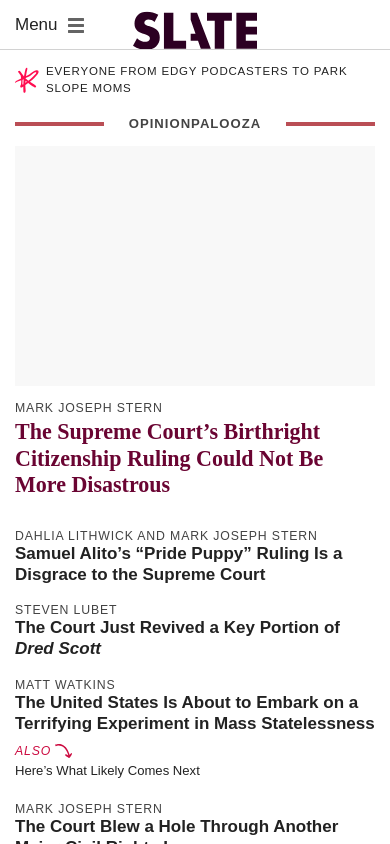 Menu
SLATE
EVERYONE FROM EDGY PODCASTERS TO PARK
SLOPE MOMS
OPINIONPALOOZA
MARK JOSEPH STERN
The Supreme Court’s Birthright
Citizenship Ruling Could Not Be
More Disastrous
DAHLIA LITHWICK AND MARK JOSEPH STERN
Samuel Alito’s “Pride Puppy” Ruling Is a
Disgrace to the Supreme Court
STEVEN LUBET
The Court Just Revived a Key Portion of
Dred Scott
MATT WATKINS
The United States Is About to Embark on a
Terrifying Experiment in Mass Statelessness
ALSO
Here’s What Likely Comes Next
MARK JOSEPH STERN
The Court Blew a Hole Through Another